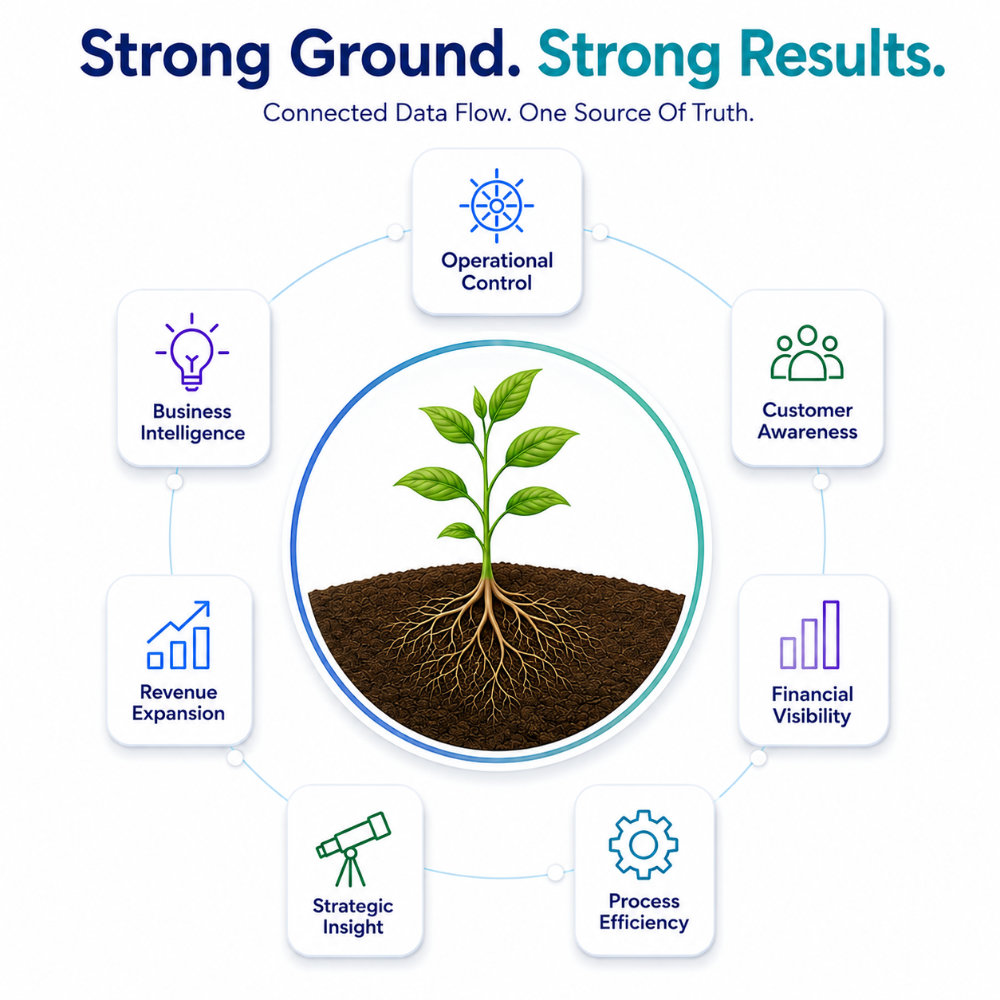 Strong Ground. Strong Results.
Connected Data Flow. One Source Of Truth.
Operational
Control
Business
Intelligence
Customer
Awareness
Revenue
Expansion
Financial
Visibility
Strategic
Insight
Process
Efficiency